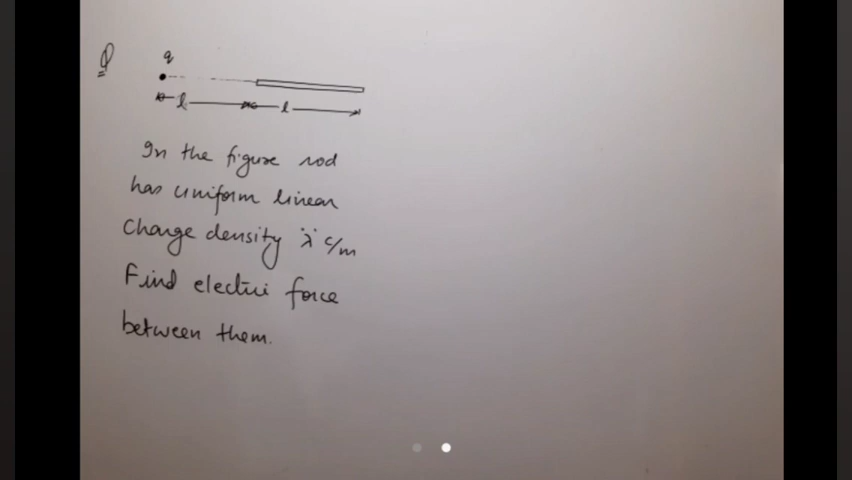 Q q
l l
In the figure rod
has uniform linear
Charge density 'λ' c/m
Find electric force
between them.